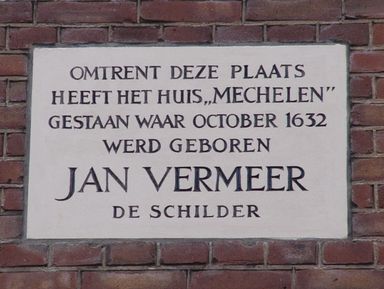 OMTRENT DEZE PLAATS
HEEFT HET HUIS „MECHELEN”
GESTAAN WAAR OCTOBER 1632
WERD GEBOREN
JAN VERMEER
DE SCHILDER